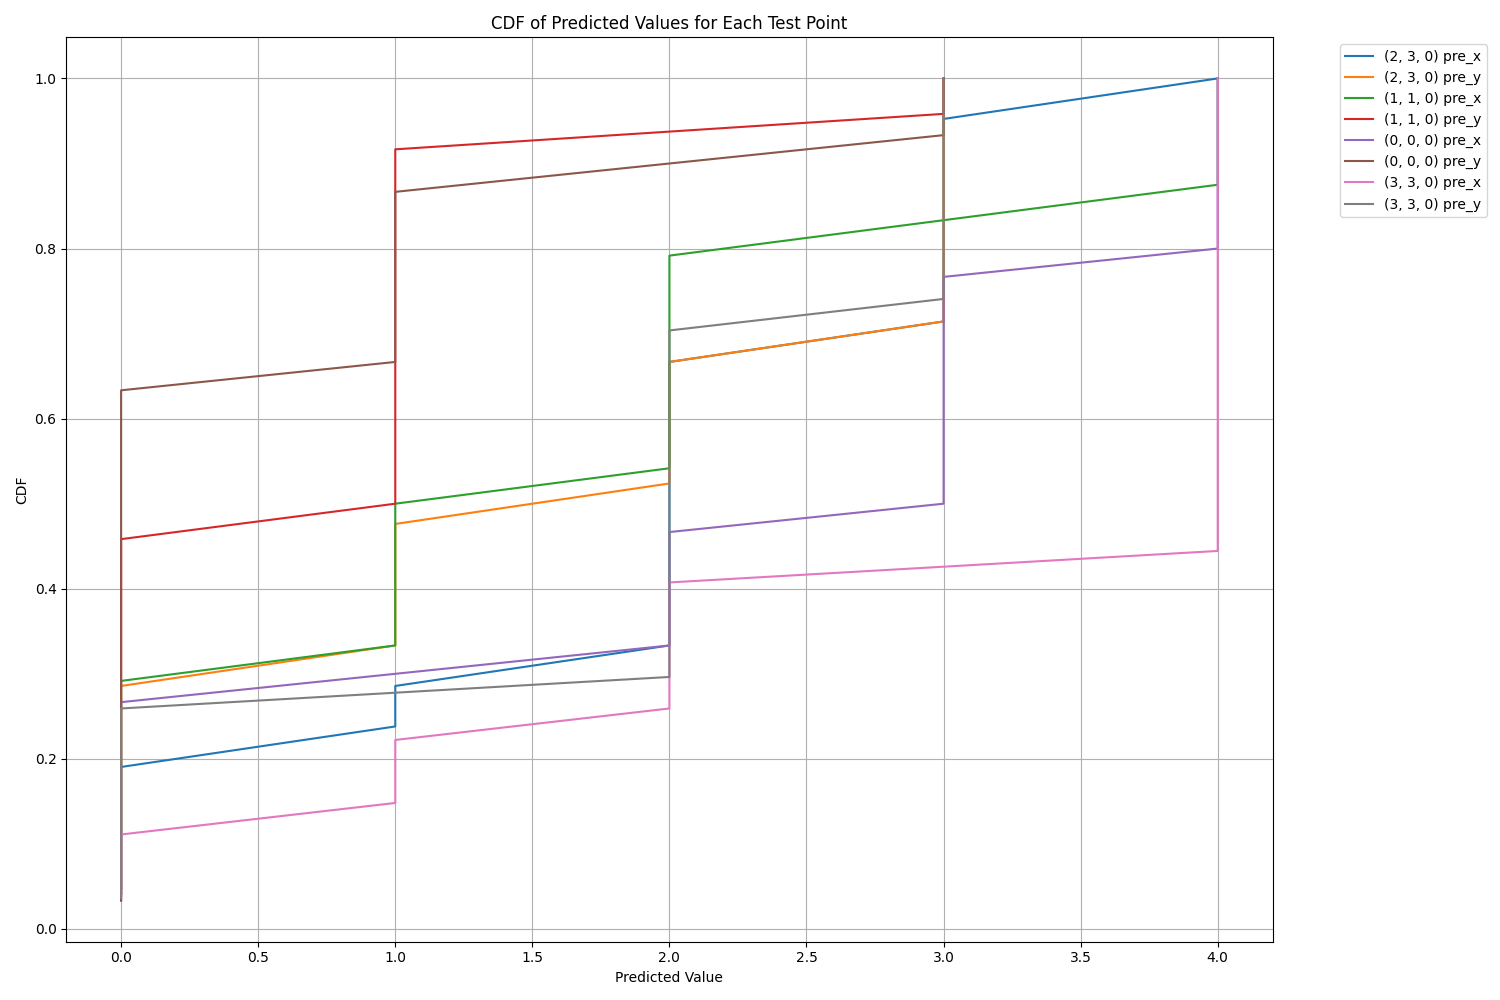 CDF of Predicted Values for Each Test Point
(2, 3, 0) pre_x
(2, 3, 0) pre_y
(1, 1, 0) pre_x
(1, 1, 0) pre_y
(0, 0, 0) pre_x
(0, 0, 0) pre_y
(3, 3, 0) pre_x
(3, 3, 0) pre_y
CDF
1.0
0.8
0.6
0.4
0.2
0.0
0.0 0.5 1.0 1.5 2.0 2.5 3.0 3.5 4.0
Predicted Value